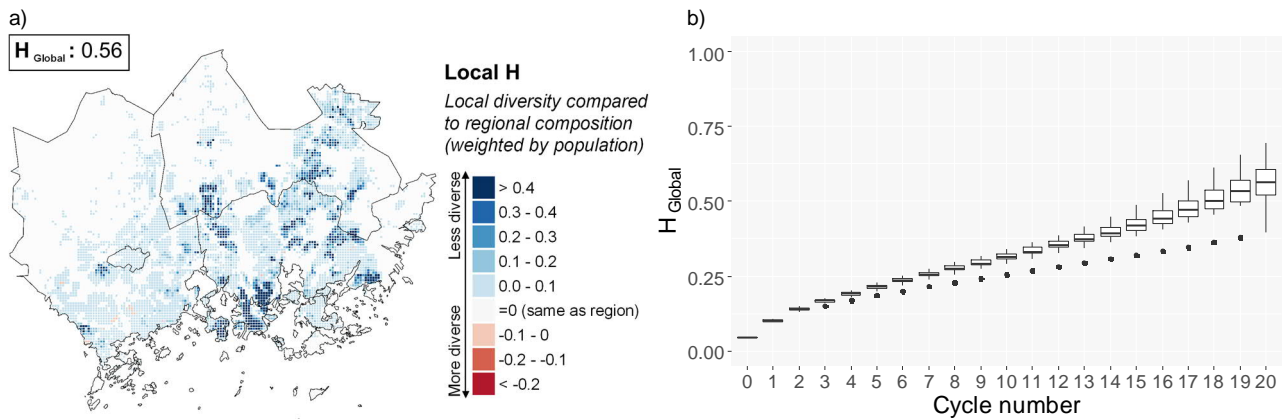 a)
H Global : 0.56
Local H
Local diversity compared
to regional composition
(weighted by population)
Less diverse
More diverse
> 0.4
0.3 - 0.4
0.2 - 0.3
0.1 - 0.2
0.0 - 0.1
=0 (same as region)
-0.1 - 0
-0.2 - -0.1
< -0.2
b)
H Global
1.00
0.75
0.50
0.25
0.00
0 1 2 3 4 5 6 7 8 9 10 11 12 13 14 15 16 17 18 19 20
Cycle number